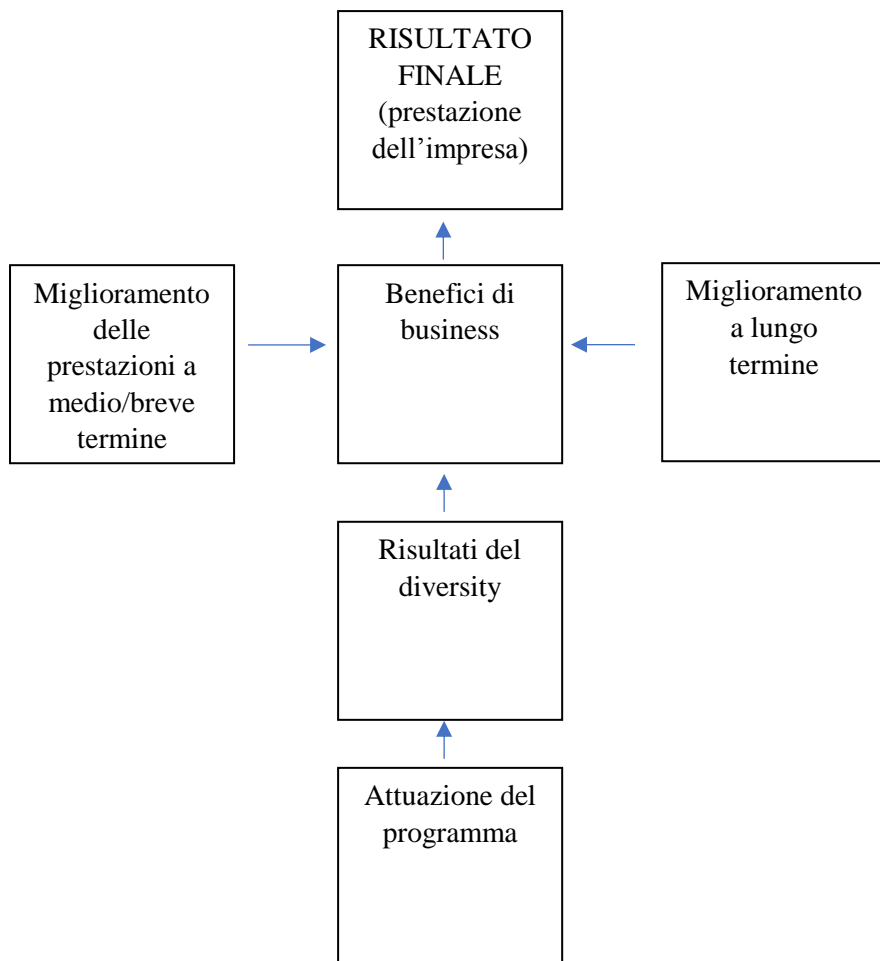 RISULTATO
FINALE
(prestazione
dell’impresa)
Miglioramento
delle
prestazioni a
medio/breve
termine
Benefici di
business
Miglioramento
a lungo
termine
Risultati del
diversity
Attuazione del
programma